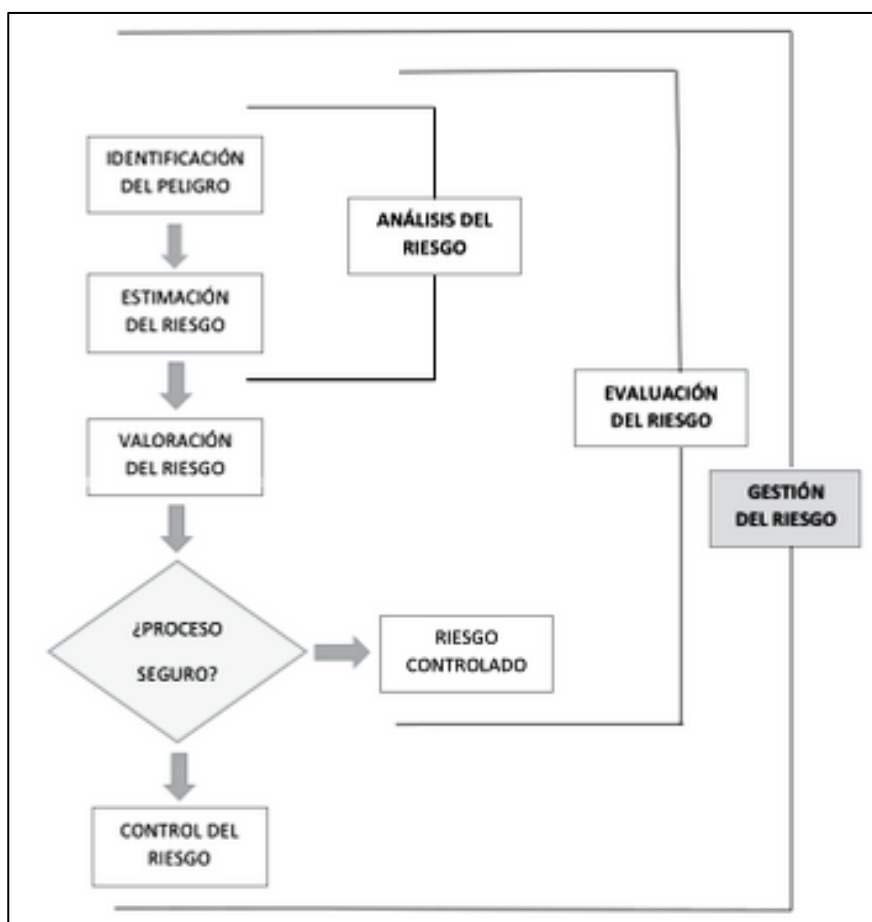 IDENTIFICACIÓN
DEL PELIGRO
ANÁLISIS DEL
RIESGO
ESTIMACIÓN
DEL RIESGO
EVALUACIÓN
DEL RIESGO
VALORACIÓN
DEL RIESGO
GESTIÓN
DEL RIESGO
¿PROCESO
SEGURO?
RIESGO
CONTROLADO
CONTROL DEL
RIESGO